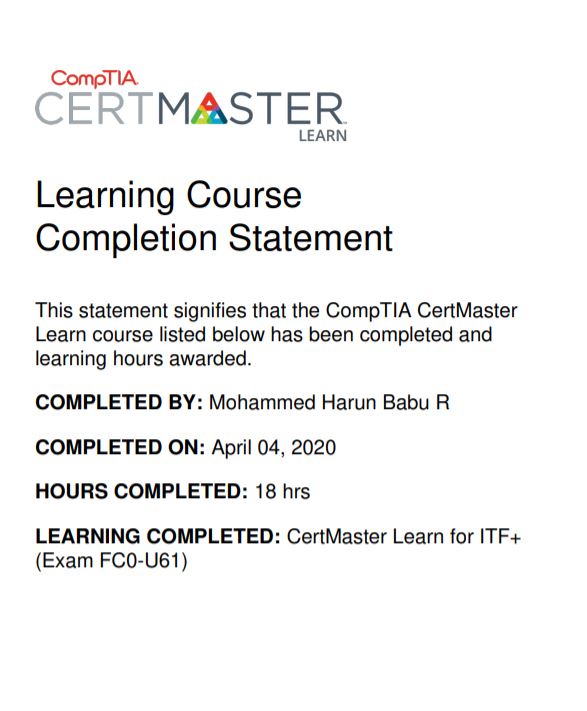 CompTIA.
CERTMASTER
LEARN
Learning Course
Completion Statement
This statement signifies that the CompTIA CertMaster
Learn course listed below has been completed and
learning hours awarded.
COMPLETED BY: Mohammed Harun Babu R
COMPLETED ON: April 04, 2020
HOURS COMPLETED: 18 hrs
LEARNING COMPLETED: CertMaster Learn for ITF+
(Exam FC0-U61)